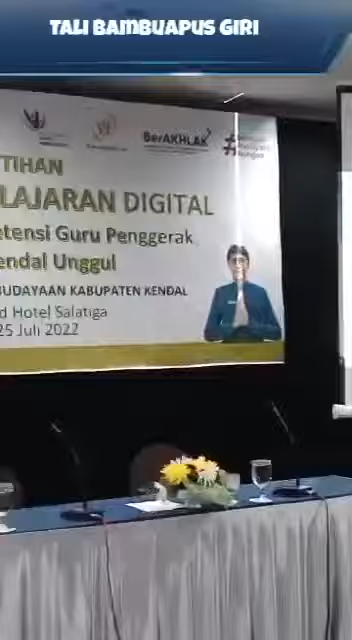 TALI BAMBUAPUS GIRI
BerAKHLAK
TIHAN
LAJARAN DIGITAL
etensi Guru Penggerak
endal Unggul
BUDAYAAN KABUPATEN KENDAL
d Hotel Salatiga
25 Juli 2022